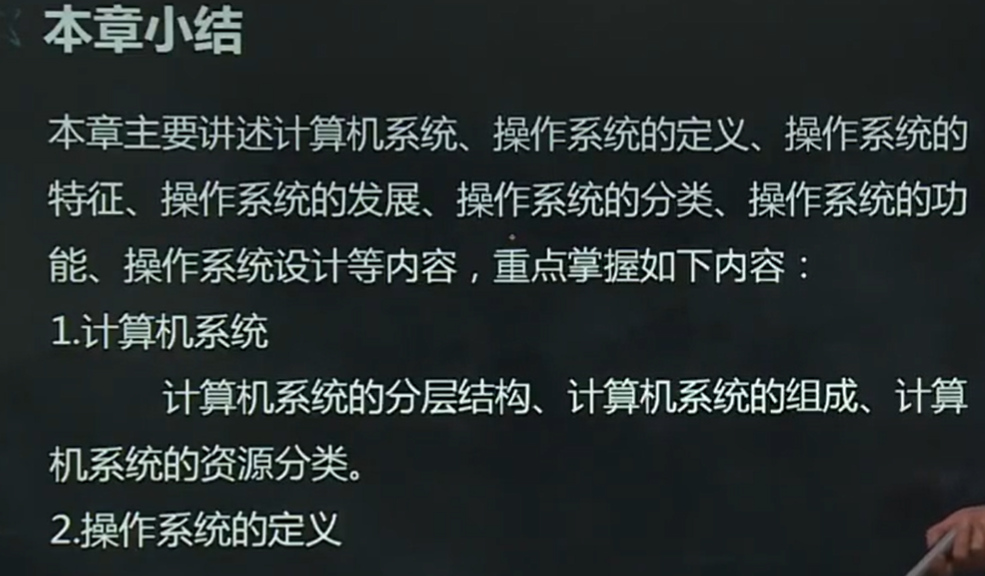 本章小结
本章主要讲述计算机系统、操作系统的定义、操作系统的
特征、操作系统的发展、操作系统的分类、操作系统的功
能、操作系统设计等内容，重点掌握如下内容：
1.计算机系统
计算机系统的分层结构、计算机系统的组成、计算
机系统的资源分类。
2.操作系统的定义